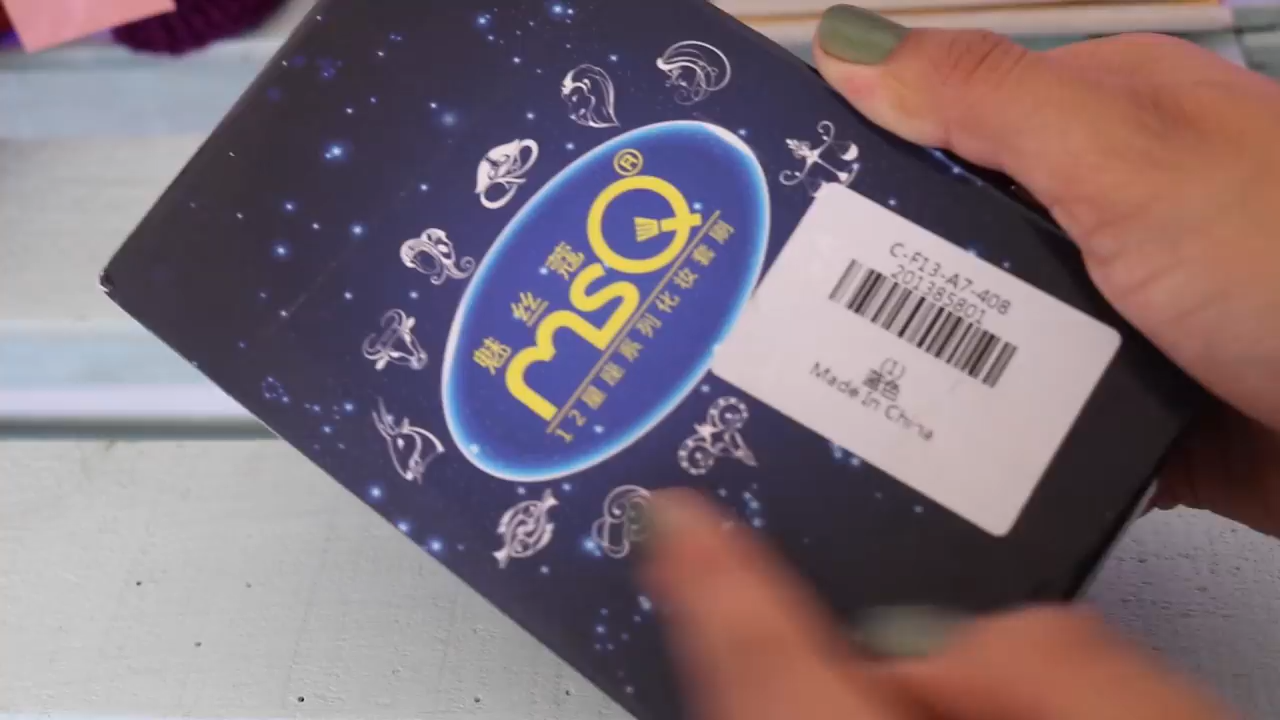 魅丝蔻
msQ®
12星座系列化妆套刷
C-F13-A7-408
201385801
(1)
蓝色
Made In China